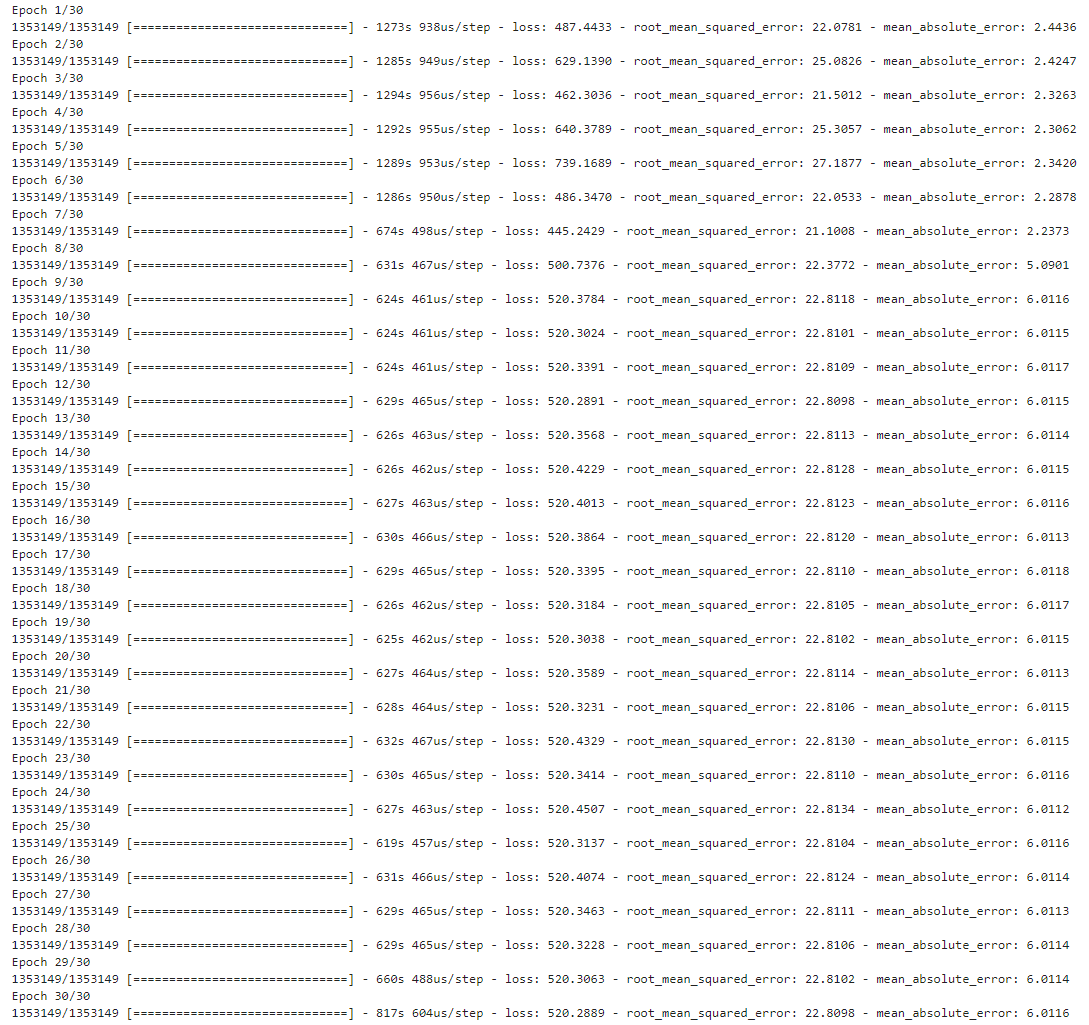 Epoch 1/30
1353149/1353149 [==============================] - 1273s 938us/step - loss: 487.4433 - root_mean_squared_error: 22.0781 - mean_absolute_error: 2.4436
Epoch 2/30
1353149/1353149 [==============================] - 1285s 949us/step - loss: 629.1390 - root_mean_squared_error: 25.0826 - mean_absolute_error: 2.4247
Epoch 3/30
1353149/1353149 [==============================] - 1294s 956us/step - loss: 462.3036 - root_mean_squared_error: 21.5012 - mean_absolute_error: 2.3263
Epoch 4/30
1353149/1353149 [==============================] - 1292s 955us/step - loss: 640.3789 - root_mean_squared_error: 25.3057 - mean_absolute_error: 2.3062
Epoch 5/30
1353149/1353149 [==============================] - 1289s 953us/step - loss: 739.1689 - root_mean_squared_error: 27.1877 - mean_absolute_error: 2.3420
Epoch 6/30
1353149/1353149 [==============================] - 1286s 950us/step - loss: 486.3470 - root_mean_squared_error: 22.0533 - mean_absolute_error: 2.2878
Epoch 7/30
1353149/1353149 [==============================] - 674s 498us/step - loss: 445.2429 - root_mean_squared_error: 21.1008 - mean_absolute_error: 2.2373
Epoch 8/30
1353149/1353149 [==============================] - 631s 467us/step - loss: 500.7376 - root_mean_squared_error: 22.3772 - mean_absolute_error: 5.0901
Epoch 9/30
1353149/1353149 [==============================] - 624s 461us/step - loss: 520.3784 - root_mean_squared_error: 22.8118 - mean_absolute_error: 6.0116
Epoch 10/30
1353149/1353149 [==============================] - 624s 461us/step - loss: 520.3024 - root_mean_squared_error: 22.8101 - mean_absolute_error: 6.0115
Epoch 11/30
1353149/1353149 [==============================] - 624s 461us/step - loss: 520.3391 - root_mean_squared_error: 22.8109 - mean_absolute_error: 6.0117
Epoch 12/30
1353149/1353149 [==============================] - 629s 465us/step - loss: 520.2891 - root_mean_squared_error: 22.8098 - mean_absolute_error: 6.0115
Epoch 13/30
1353149/1353149 [==============================] - 626s 463us/step - loss: 520.3568 - root_mean_squared_error: 22.8113 - mean_absolute_error: 6.0114
Epoch 14/30
1353149/1353149 [==============================] - 626s 462us/step - loss: 520.4229 - root_mean_squared_error: 22.8128 - mean_absolute_error: 6.0115
Epoch 15/30
1353149/1353149 [==============================] - 627s 463us/step - loss: 520.4013 - root_mean_squared_error: 22.8123 - mean_absolute_error: 6.0116
Epoch 16/30
1353149/1353149 [==============================] - 630s 466us/step - loss: 520.3864 - root_mean_squared_error: 22.8120 - mean_absolute_error: 6.0113
Epoch 17/30
1353149/1353149 [==============================] - 629s 465us/step - loss: 520.3395 - root_mean_squared_error: 22.8110 - mean_absolute_error: 6.0118
Epoch 18/30
1353149/1353149 [==============================] - 626s 462us/step - loss: 520.3184 - root_mean_squared_error: 22.8105 - mean_absolute_error: 6.0117
Epoch 19/30
1353149/1353149 [==============================] - 625s 462us/step - loss: 520.3038 - root_mean_squared_error: 22.8102 - mean_absolute_error: 6.0115
Epoch 20/30
1353149/1353149 [==============================] - 627s 464us/step - loss: 520.3589 - root_mean_squared_error: 22.8114 - mean_absolute_error: 6.0113
Epoch 21/30
1353149/1353149 [==============================] - 628s 464us/step - loss: 520.3231 - root_mean_squared_error: 22.8106 - mean_absolute_error: 6.0115
Epoch 22/30
1353149/1353149 [==============================] - 632s 467us/step - loss: 520.4329 - root_mean_squared_error: 22.8130 - mean_absolute_error: 6.0115
Epoch 23/30
1353149/1353149 [==============================] - 630s 465us/step - loss: 520.3414 - root_mean_squared_error: 22.8110 - mean_absolute_error: 6.0116
Epoch 24/30
1353149/1353149 [==============================] - 627s 463us/step - loss: 520.4507 - root_mean_squared_error: 22.8134 - mean_absolute_error: 6.0112
Epoch 25/30
1353149/1353149 [==============================] - 619s 457us/step - loss: 520.3137 - root_mean_squared_error: 22.8104 - mean_absolute_error: 6.0116
Epoch 26/30
1353149/1353149 [==============================] - 631s 466us/step - loss: 520.4074 - root_mean_squared_error: 22.8124 - mean_absolute_error: 6.0114
Epoch 27/30
1353149/1353149 [==============================] - 629s 465us/step - loss: 520.3463 - root_mean_squared_error: 22.8111 - mean_absolute_error: 6.0113
Epoch 28/30
1353149/1353149 [==============================] - 629s 465us/step - loss: 520.3228 - root_mean_squared_error: 22.8106 - mean_absolute_error: 6.0114
Epoch 29/30
1353149/1353149 [==============================] - 660s 488us/step - loss: 520.3063 - root_mean_squared_error: 22.8102 - mean_absolute_error: 6.0114
Epoch 30/30
1353149/1353149 [==============================] - 817s 604us/step - loss: 520.2889 - root_mean_squared_error: 22.8098 - mean_absolute_error: 6.0116